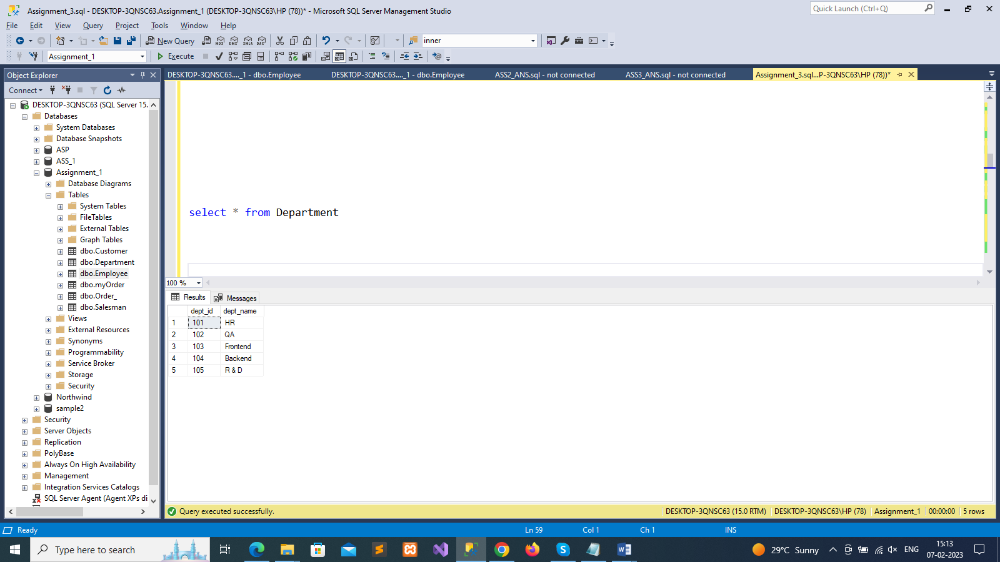 Assignment_3.sql - DESKTOP-3QNSC63.Assignment_1 (DESKTOP-3QNSC63\HP (78))* - Microsoft SQL Server Management Studio
Quick Launch (Ctrl+Q)
File Edit View Query Project Tools Window Help
New Query MDX DMX XMLA DAX inner
Assignment_1 Execute
Object Explorer
DESKTOP-3QNSC63...._1 - dbo.Employee DESKTOP-3QNSC63...._1 - dbo.Employee ASS2_ANS.sql - not connected ASS3_ANS.sql - not connected Assignment_3.sql...P-3QNSC63\HP (78))*
Connect
DESKTOP-3QNSC63 (SQL Server 15.
Databases
System Databases
Database Snapshots
ASP
ASS_1
Assignment_1
Database Diagrams
Tables
System Tables
FileTables
External Tables
Graph Tables
dbo.Customer
dbo.Department
dbo.Employee
dbo.myOrder
dbo.Order_
dbo.Salesman
Views
External Resources
Synonyms
Programmability
Service Broker
Storage
Security
Northwind
sample2
Security
Server Objects
Replication
PolyBase
Always On High Availability
Management
Integration Services Catalogs
SQL Server Agent (Agent XPs di
select * from Department
100 %
Results Messages
dept_id dept_name
1 101 HR
2 102 QA
3 103 Frontend
4 104 Backend
5 105 R & D
Query executed successfully. DESKTOP-3QNSC63 (15.0 RTM) DESKTOP-3QNSC63\HP (78) Assignment_1 00:00:00 5 rows
Ready Ln 59 Col 1 Ch 1 INS
Type here to search 29°C Sunny ENG 15:13
07-02-2023